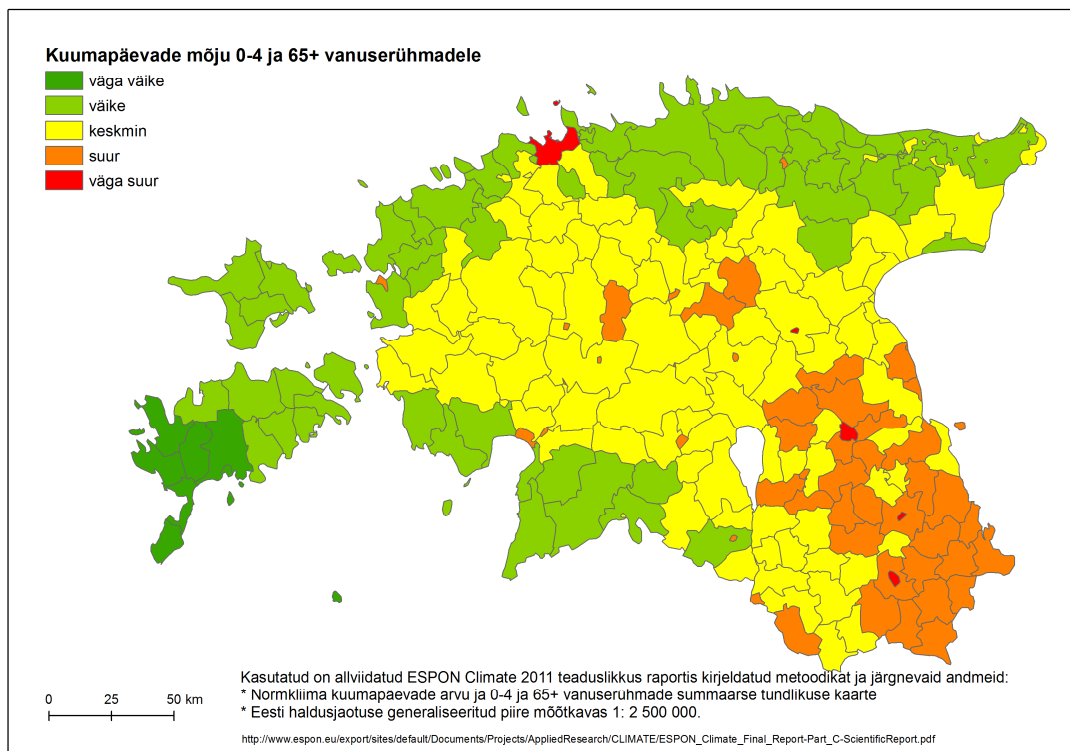 Kuumapäevade mõju 0-4 ja 65+ vanuserühmadele
väga väike
väike
keskmin
suur
väga suur
Kasutatud on allviidatud ESPON Climate 2011 teaduslikkus raportis kirjeldatud metoodikat ja järgnevaid andmeid:
* Normkliima kuumapäevade arvu ja 0-4 ja 65+ vanuserühmade summaarse tundlikuse kaarte
* Eesti haldusjaotuse generaliseeritud piire mõõtkavas 1: 2 500 000.
0 25 50 km
http://www.espon.eu/export/sites/default/Documents/Projects/AppliedResearch/CLIMATE/ESPON_Climate_Final_Report-Part_C-ScientificReport.pdf